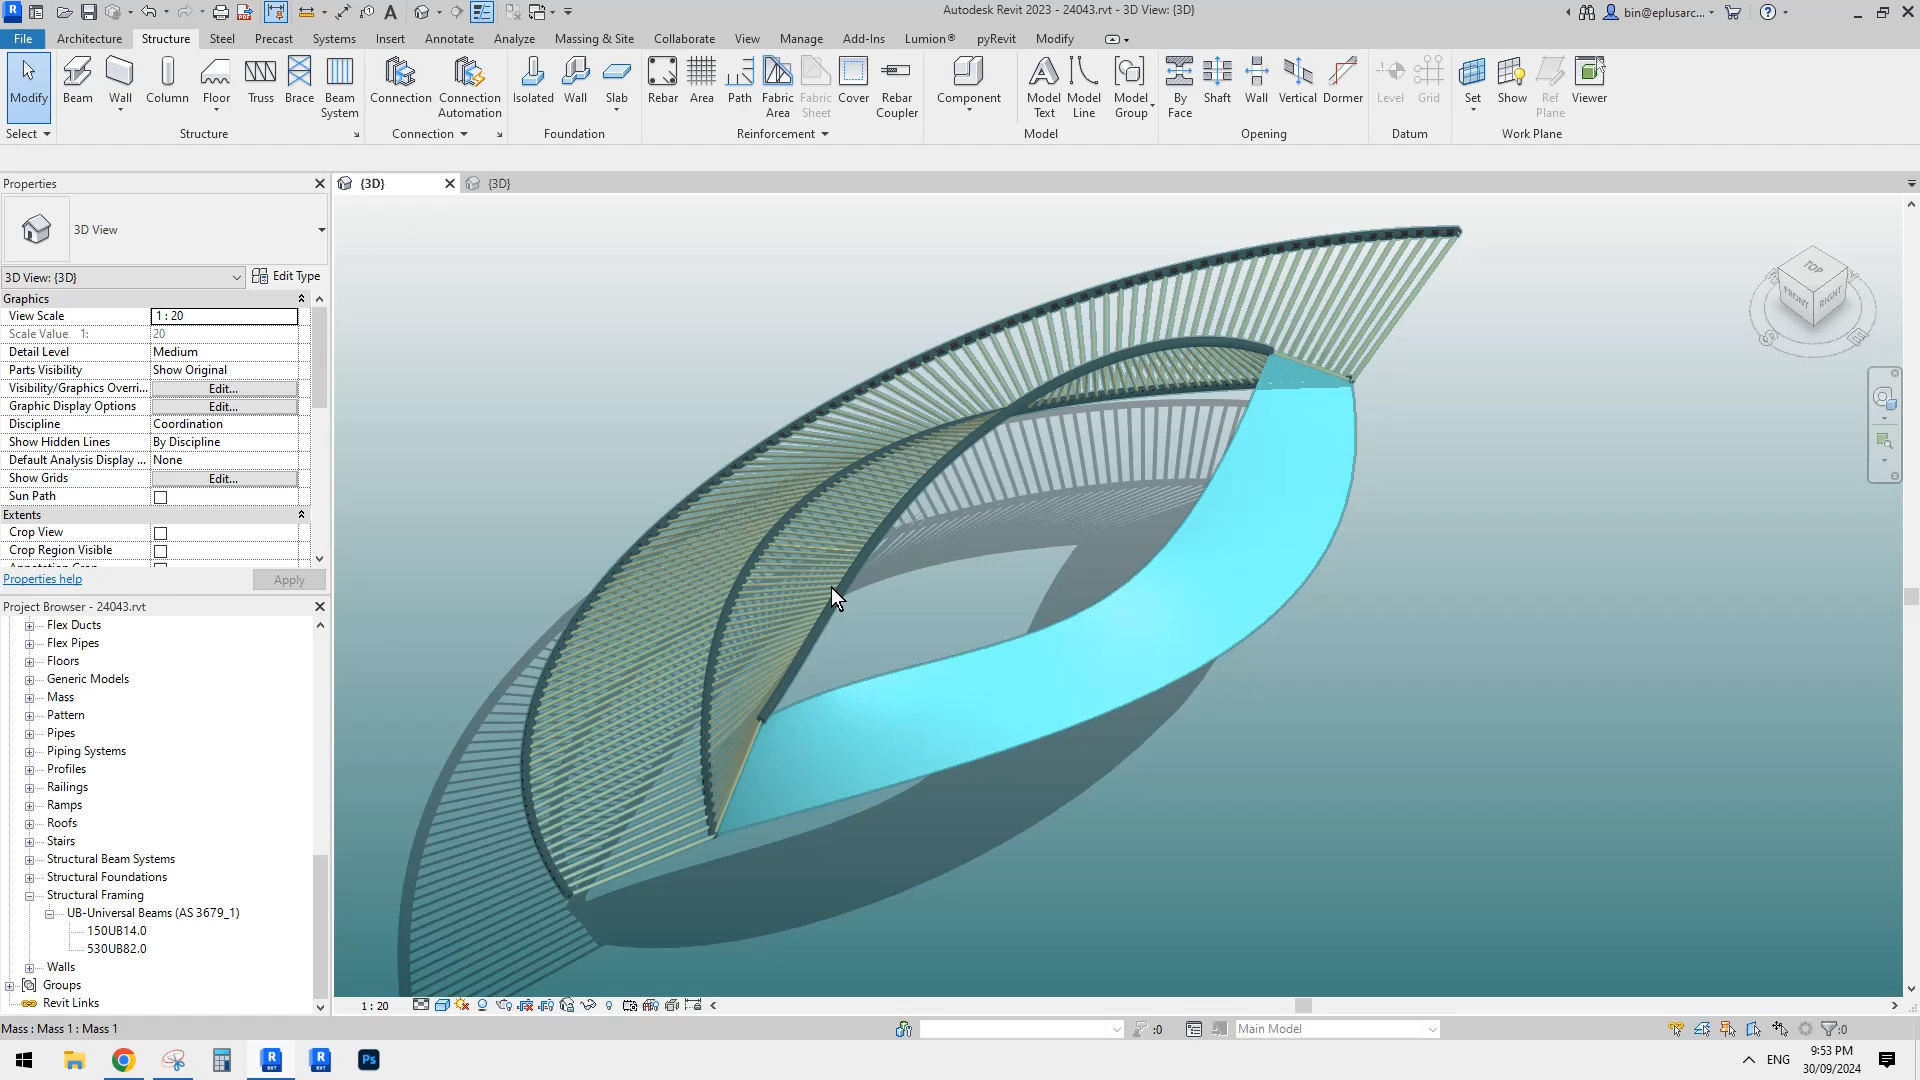 Autodesk Revit 2023 - 24043.rvt - 3D View: {3D}
bin@eplusarc...
File Architecture Structure Steel Precast Systems Insert Annotate Analyze Massing & Site Collaborate View Manage Add-Ins Lumion® pyRevit Modify
Modify Beam Wall Column Floor Truss Brace Beam System Connection Connection Automation Isolated Wall Slab Rebar Area Path Fabric Area Fabric Sheet Cover Rebar Coupler Component Model Text Model Line Model Group By Face Shaft Wall Vertical Dormer Level Grid Set Show Ref Plane Viewer
Select Structure Connection Foundation Reinforcement Model Opening Datum Work Plane
Properties
{3D} {3D}
3D View
3D View: {3D} Edit Type
Graphics
View Scale 1 : 20
Scale Value 1: 20
Detail Level Medium
Parts Visibility Show Original
Visibility/Graphics Overri... Edit...
Graphic Display Options Edit...
Discipline Coordination
Show Hidden Lines By Discipline
Default Analysis Display ... None
Show Grids Edit...
Sun Path
Extents
Crop View
Crop Region Visible
Properties help Apply
Project Browser - 24043.rvt
Flex Ducts
Flex Pipes
Floors
Generic Models
Mass
Pattern
Pipes
Piping Systems
Profiles
Railings
Ramps
Roofs
Stairs
Structural Beam Systems
Structural Foundations
Structural Framing
UB-Universal Beams (AS 3679_1)
150UB14.0
530UB82.0
Walls
Groups
Revit Links
TOP
FRONT
RIGHT
1 : 20
Mass : Mass 1 : Mass 1
:0
Main Model
:0
Ps
ENG
9:53 PM
30/09/2024